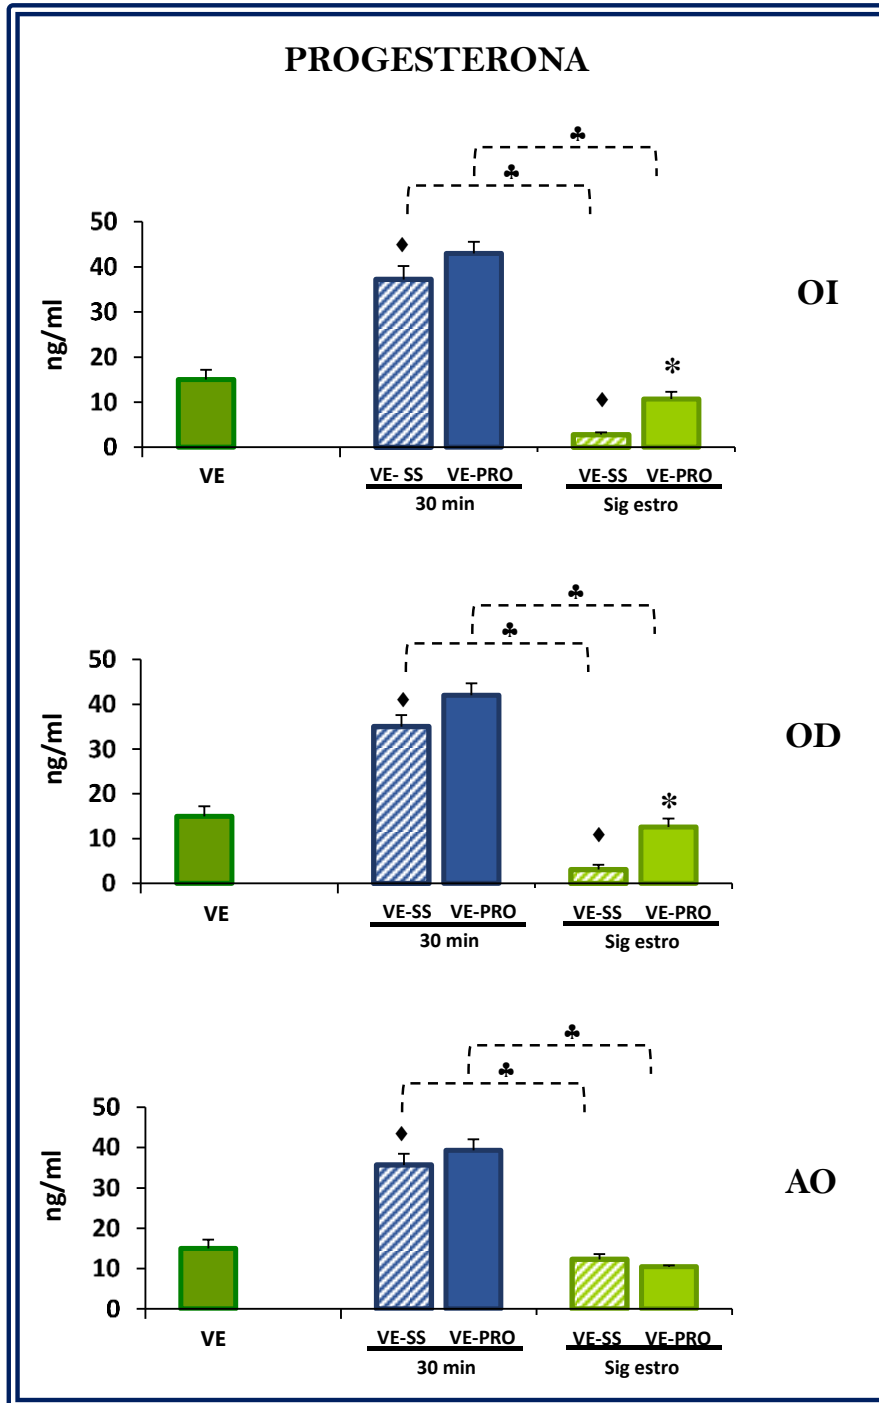 PROGESTERONA
♣
♣
50
40
30
20
10
0
ng/ml
♦
♦
*
OI
VE
VE- SS VE-PRO
VE-SS VE-PRO
30 min
Sig estro
♣
♣
50
40
30
20
10
0
ng/ml
♦
♦
*
OD
VE
VE-SS VE-PRO
VE-SS VE-PRO
30 min
Sig estro
♣
♣
50
40
30
20
10
0
ng/ml
♦
AO
VE
VE-SS VE-PRO
VE-SS VE-PRO
30 min
Sig estro